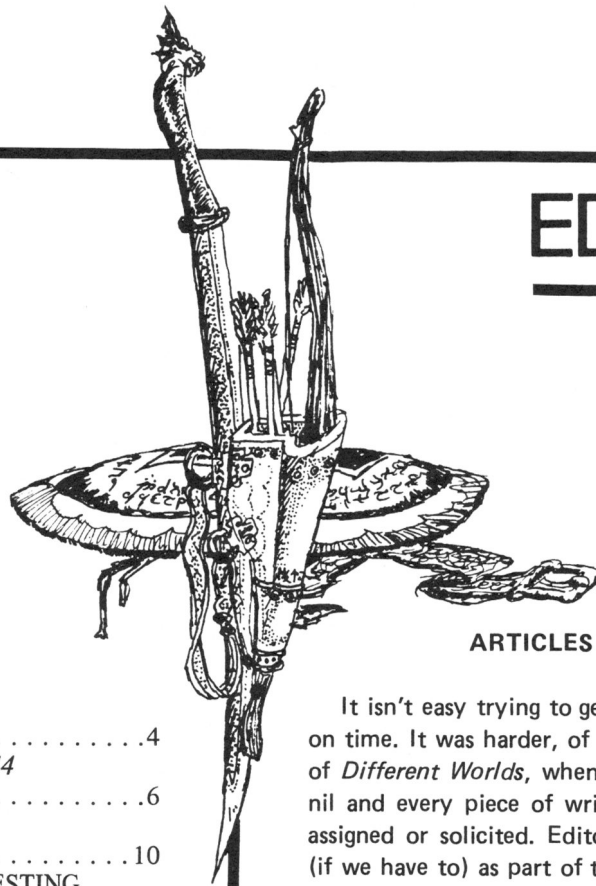 ED
. . . . . . . . .4
4
. . . . . . . . .6
. . . . . . . . 10
ESTING
ARTICLES
It isn't easy trying to ge
on time. It was harder, of
of Different Worlds, when
nil and every piece of wri
assigned or solicited. Edito
(if we have to) as part of t